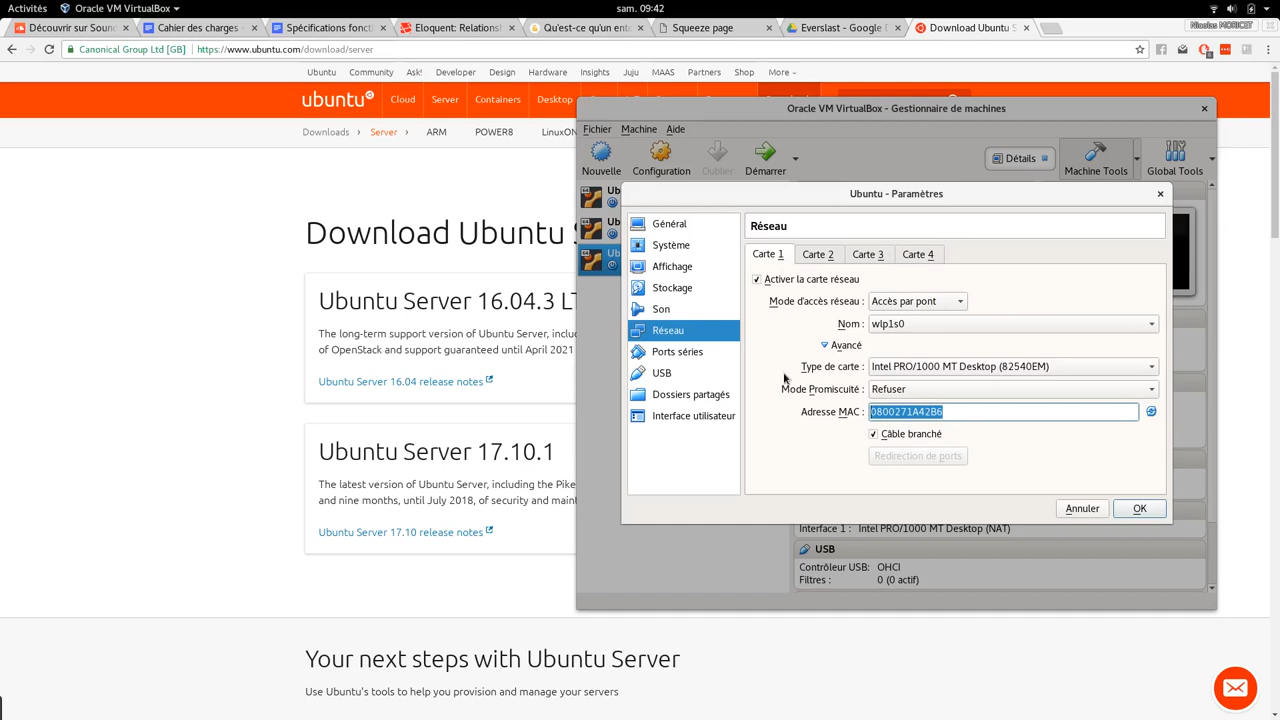 Activités Oracle VM VirtualBox sam. 09:42
Découvrir sur Soun Cahier des charges - Spécifications foncti Eloquent: Relations Qu'est-ce qu'un ent Squeeze page Everslast - Google D Download Ubuntu S Nicolas MORICET
Canonical Group Ltd [GB] https://www.ubuntu.com/download/server
Ubuntu Community Ask! Developer Design Hardware Insights Juju MAAS Partners Shop More
ubuntu Cloud Server Containers Desktop
Downloads Server ARM POWER8 LinuxON
Download Ubuntu S
Ubuntu Server 16.04.3 LT
The long-term support version of Ubuntu Server, includin
of OpenStack and support guaranteed until April 2021
Ubuntu Server 16.04 release notes
Ubuntu Server 17.10.1
The latest version of Ubuntu Server, including the Pike
and nine months, until July 2018, of security and maint
Ubuntu Server 17.10 release notes
Your next steps with Ubuntu Server
Use Ubuntu's tools to help you provision and manage your servers
Oracle VM VirtualBox - Gestionnaire de machines
Fichier Machine Aide
Nouvelle Configuration Oublier Démarrer Détails Machine Tools Global Tools
Ub
Ub
Ub
Ubuntu - Paramètres
Général
Système
Affichage
Stockage
Son
Réseau
Ports séries
USB
Dossiers partagés
Interface utilisateur
Réseau
Carte 1 Carte 2 Carte 3 Carte 4
Activer la carte réseau
Mode d'accès réseau : Accès par pont
Nom : wlp1s0
Avancé
Type de carte : Intel PRO/1000 MT Desktop (82540EM)
Mode Promiscuité : Refuser
Adresse MAC : 0800271A42B6
Câble branché
Redirection de ports
Annuler OK
Interface 1 : Intel PRO/1000 MT Desktop (NAT)
USB
Contrôleur USB: OHCI
Filtres : 0 (0 actif)